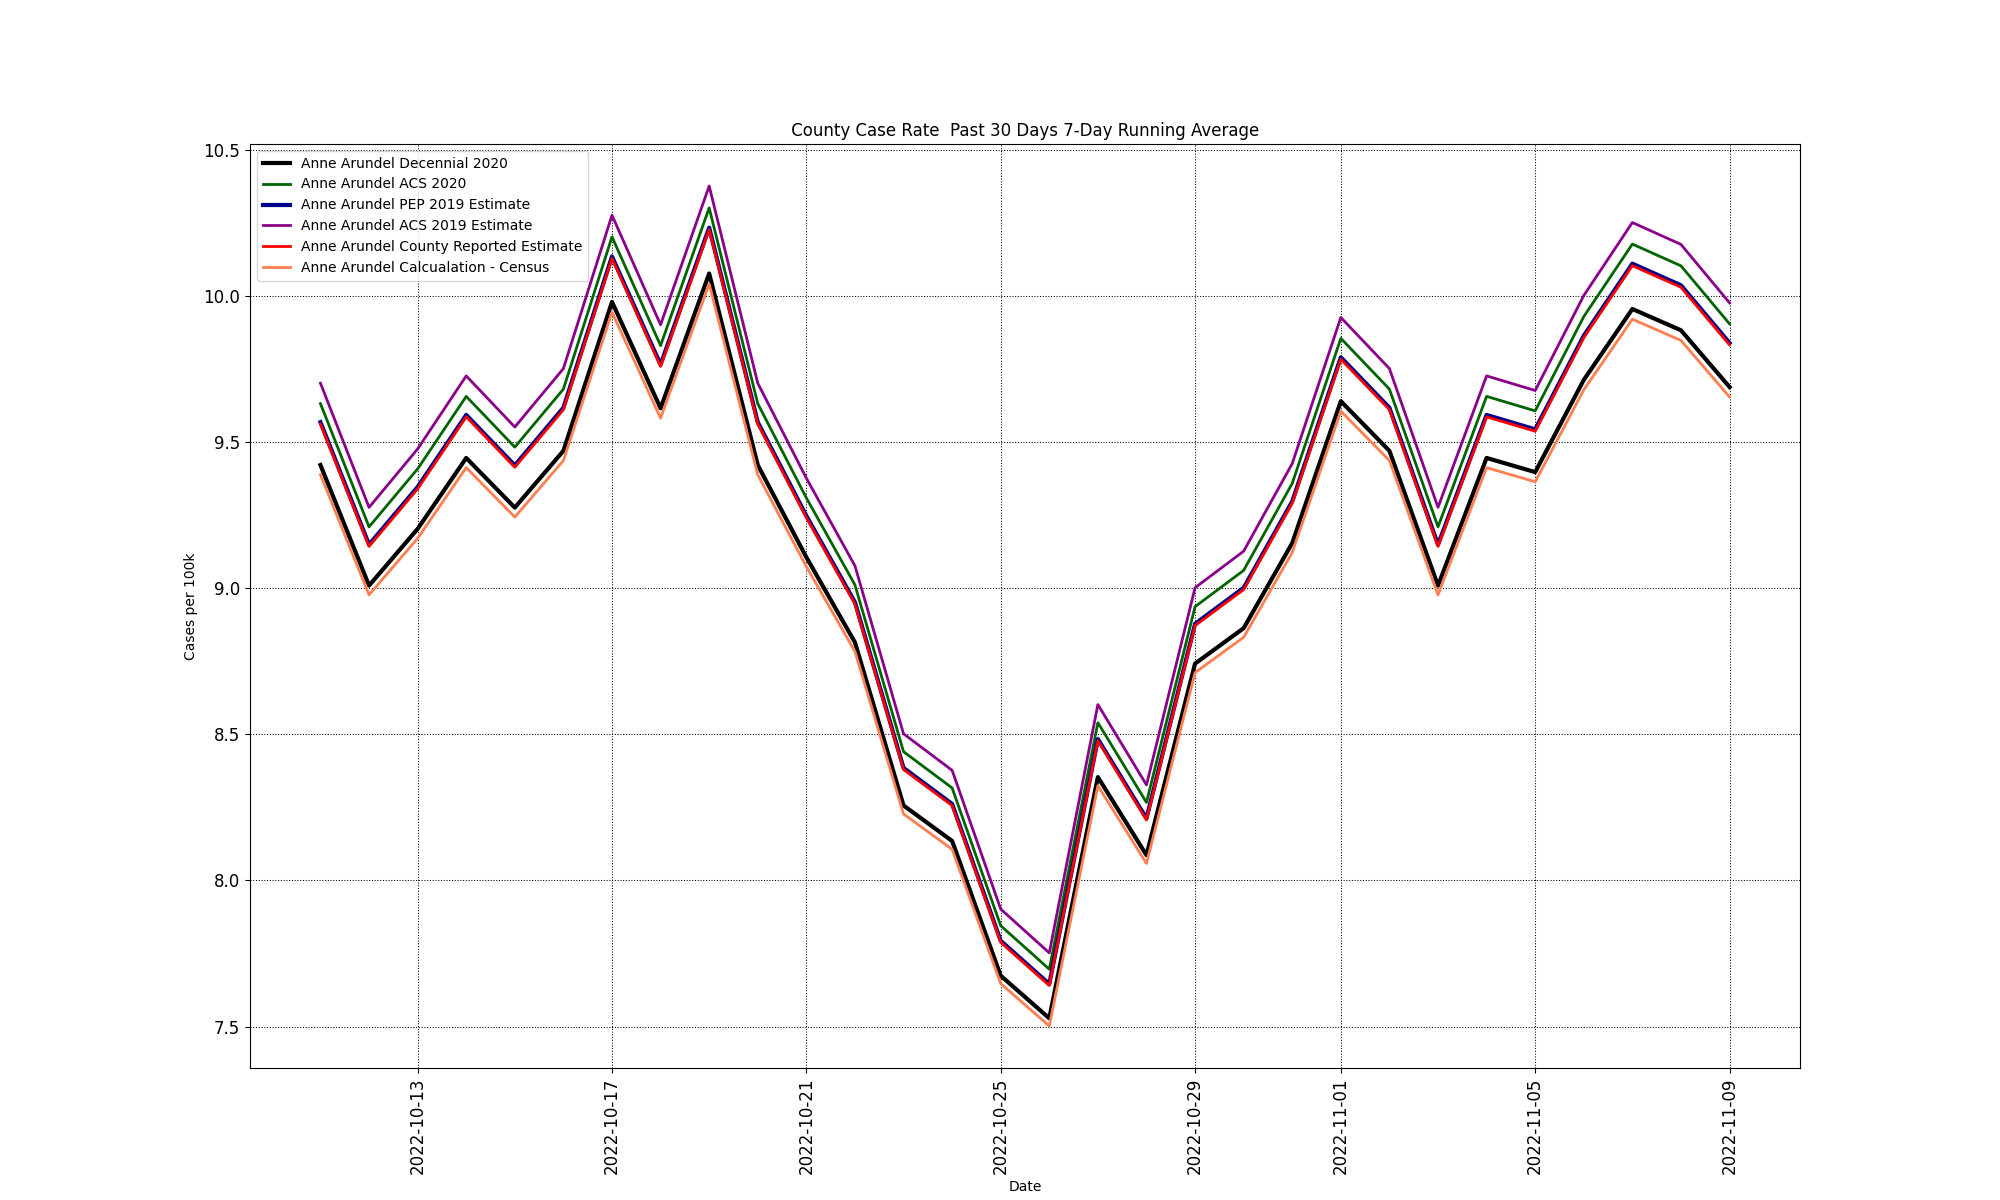 County Case Rate  Past 30 Days 7-Day Running Average
Anne Arundel Decennial 2020
Anne Arundel ACS 2020
Anne Arundel PEP 2019 Estimate
Anne Arundel ACS 2019 Estimate
Anne Arundel County Reported Estimate
Anne Arundel Calcualation - Census
10.5
10.0
9.5
9.0
8.5
8.0
7.5
Cases per 100k
2022-10-13
2022-10-17
2022-10-21
2022-10-25
2022-10-29
2022-11-01
2022-11-05
2022-11-09
Date